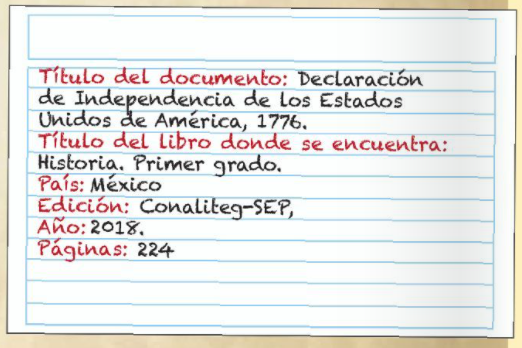 Título del documento: Declaración
de Independencia de los Estados
Unidos de América, 1776.
Título del libro donde se encuentra:
Historia. Primer grado.
País: México
Edición: Conaliteg-SEP,
Año: 2018.
Páginas: 224